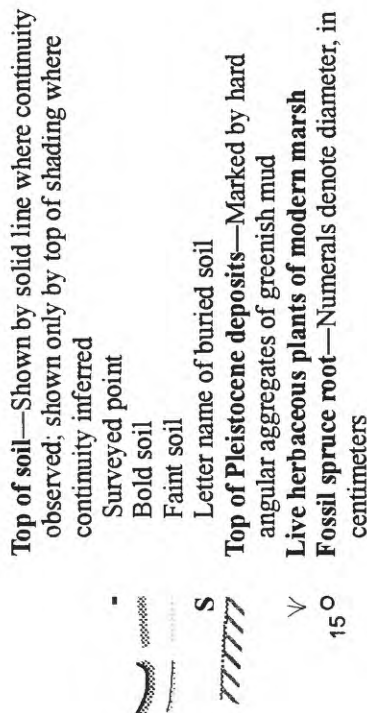 Top of soil—Shown by solid line where continuity
observed; shown only by top of shading where
continuity inferred
Surveyed point
Bold soil
Faint soil
S Letter name of buried soil
Top of Pleistocene deposits—Marked by hard
angular aggregates of greenish mud
Live herbaceous plants of modern marsh
15 Fossil spruce root—Numerals denote diameter, in
centimeters